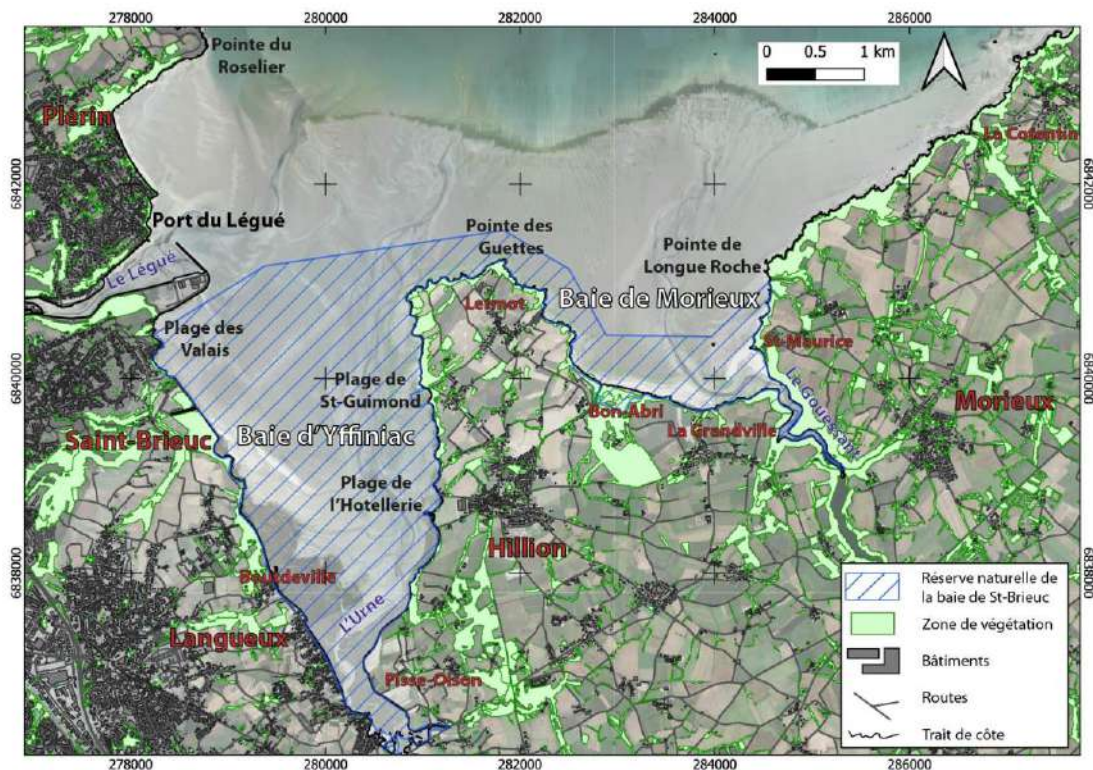 278000 280000 282000 284000 286000
Pointe du
Roselier
0 0.5 1 km
Plérin
La Cotentin
6842000
6842000
Port du Légué
Pointe des
Guettes
Pointe de
Longue Roche
Le Légué
Lermot
Baie de Morieux
Plage des
Valais
St-Maurice
6840000
6840000
Plage de
St-Guimond
Le Gouessant
Bon-Abri
Morieux
Saint-Brieuc
Baie d'Yffiniac
La Grandville
Plage de
l'Hotellerie
Hillion
6838000
6838000
Boutdeville
L'Urne
Langueux
Pisse-Oison
Réserve naturelle de
la baie de St-Brieuc
Zone de végétation
Bâtiments
Routes
Trait de côte
278000 280000 282000 284000 286000